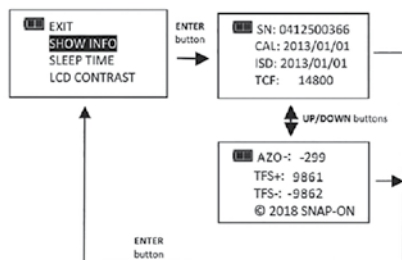 EXIT
SHOW INFO
SLEEP TIME
LCD CONTRAST
ENTER
button
SN: 0412500366
CAL: 2013/01/01
ISD: 2013/01/01
TCF: 14800
UP/DOWN buttons
AZO-: -299
TFS+: 9861
TFS-: -9862
© 2018 SNAP-ON
ENTER
button